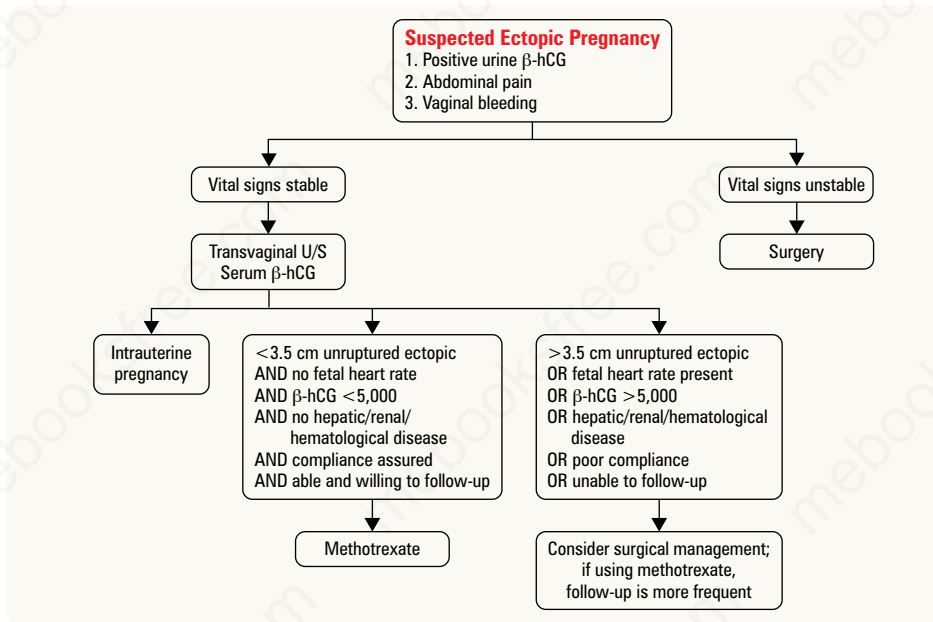 Suspected Ectopic Pregnancy
1. Positive urine β-hCG
2. Abdominal pain
3. Vaginal bleeding
Vital signs stable
Vital signs unstable
Transvaginal U/S
Serum β-hCG
Surgery
Intrauterine
pregnancy
<3.5 cm unruptured ectopic
AND no fetal heart rate
AND β-hCG <5,000
AND no hepatic/renal/
hematological disease
AND compliance assured
AND able and willing to follow-up
>3.5 cm unruptured ectopic
OR fetal heart rate present
OR β-hCG >5,000
OR hepatic/renal/hematological
disease
OR poor compliance
OR unable to follow-up
Methotrexate
Consider surgical management;
if using methotrexate,
follow-up is more frequent
mebooksfree.com